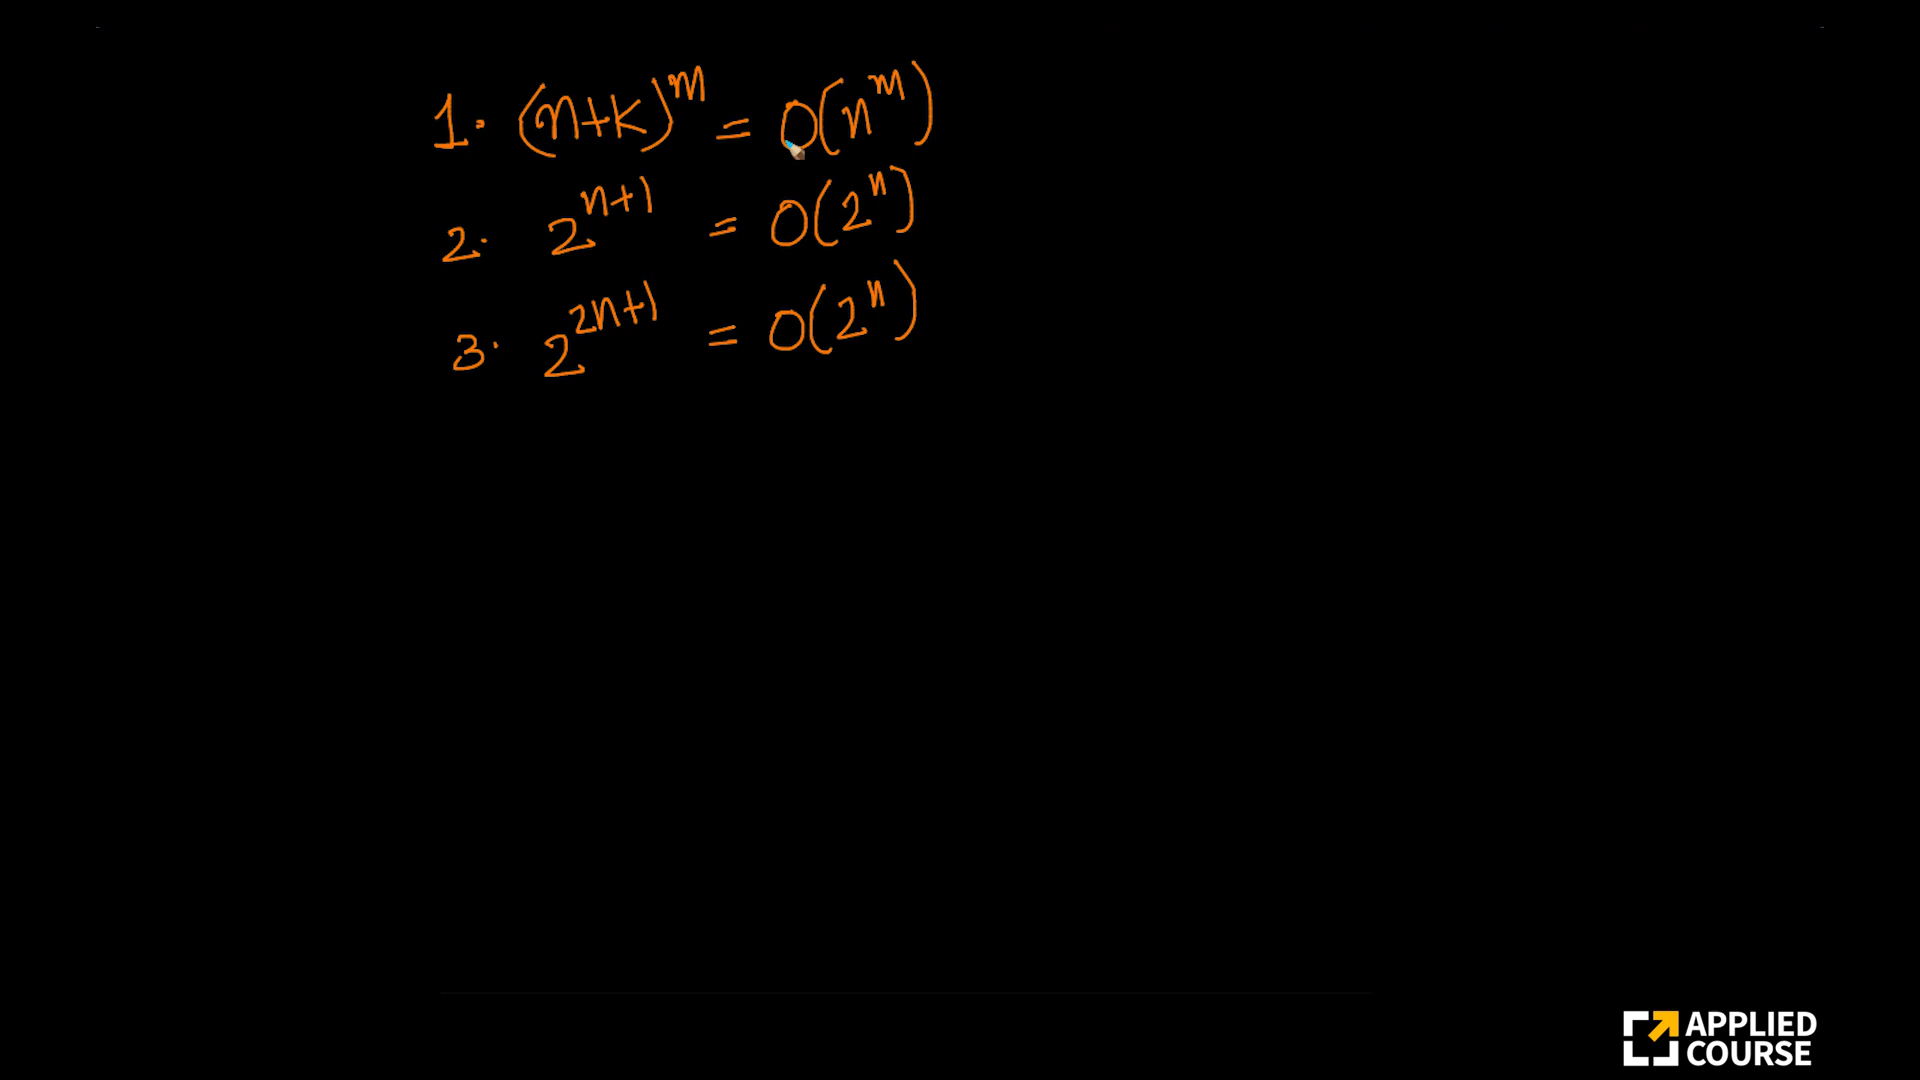 1. (n+k)^m = O(n^m)
2. 2^{n+1} = O(2^n)
3. 2^{2n+1} = O(2^n)
APPLIED
COURSE